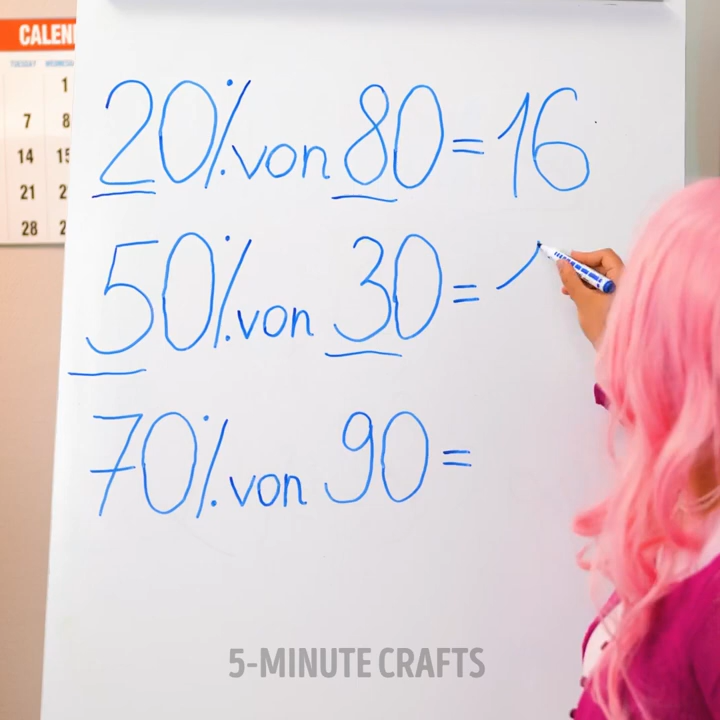 CALEN
TUESDAY
1
7 8
14 15
21 2
28 2
20% von 80 = 16
50% von 30 =
70% von 90 =
5-MINUTE CRAFTS